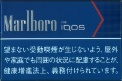 Marlboro
IQOS
望まない受動喫煙が生じないよう、屋外
や家庭でも周囲の状況に配慮することが、
健康増進法上、義務付けられています。